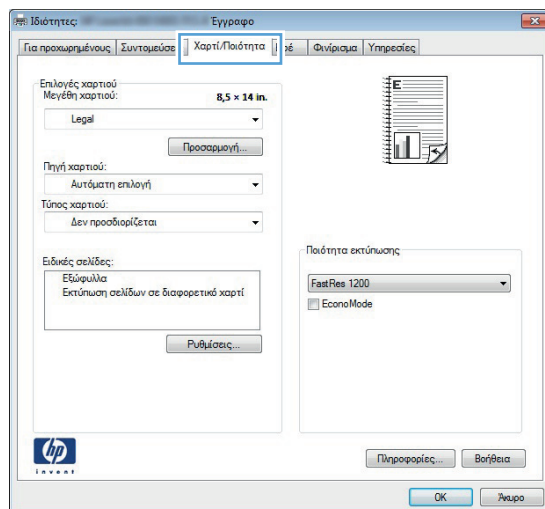 Ιδιότητες: Έγγραφο
Για προχωρημένους Συντομεύσε Χαρτί/Ποιότητα Φινίρισμα Υπηρεσίες
Επιλογές χαρτιού
Μεγέθη χαρτιού: 8,5 × 14 in.
Legal
Προσαρμογή...
Πηγή χαρτιού:
Αυτόματη επιλογή
Τύπος χαρτιού:
Δεν προσδιορίζεται
Ειδικές σελίδες:
Εξώφυλλα
Εκτύπωση σελίδων σε διαφορετικό χαρτί
Ρυθμίσεις...
E
Ποιότητα εκτύπωσης
FastRes 1200
EconoMode
hp
invent
Πληροφορίες... Βοήθεια
OK Άκυρο